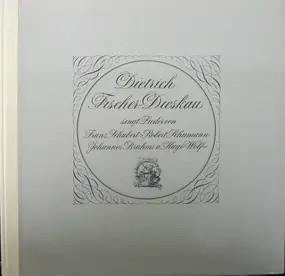 Dietrich
Fischer-Dieskau
singt Lieder von
Franz Schubert · Robert Schumann
Johannes Brahms u. Hugo Wolf